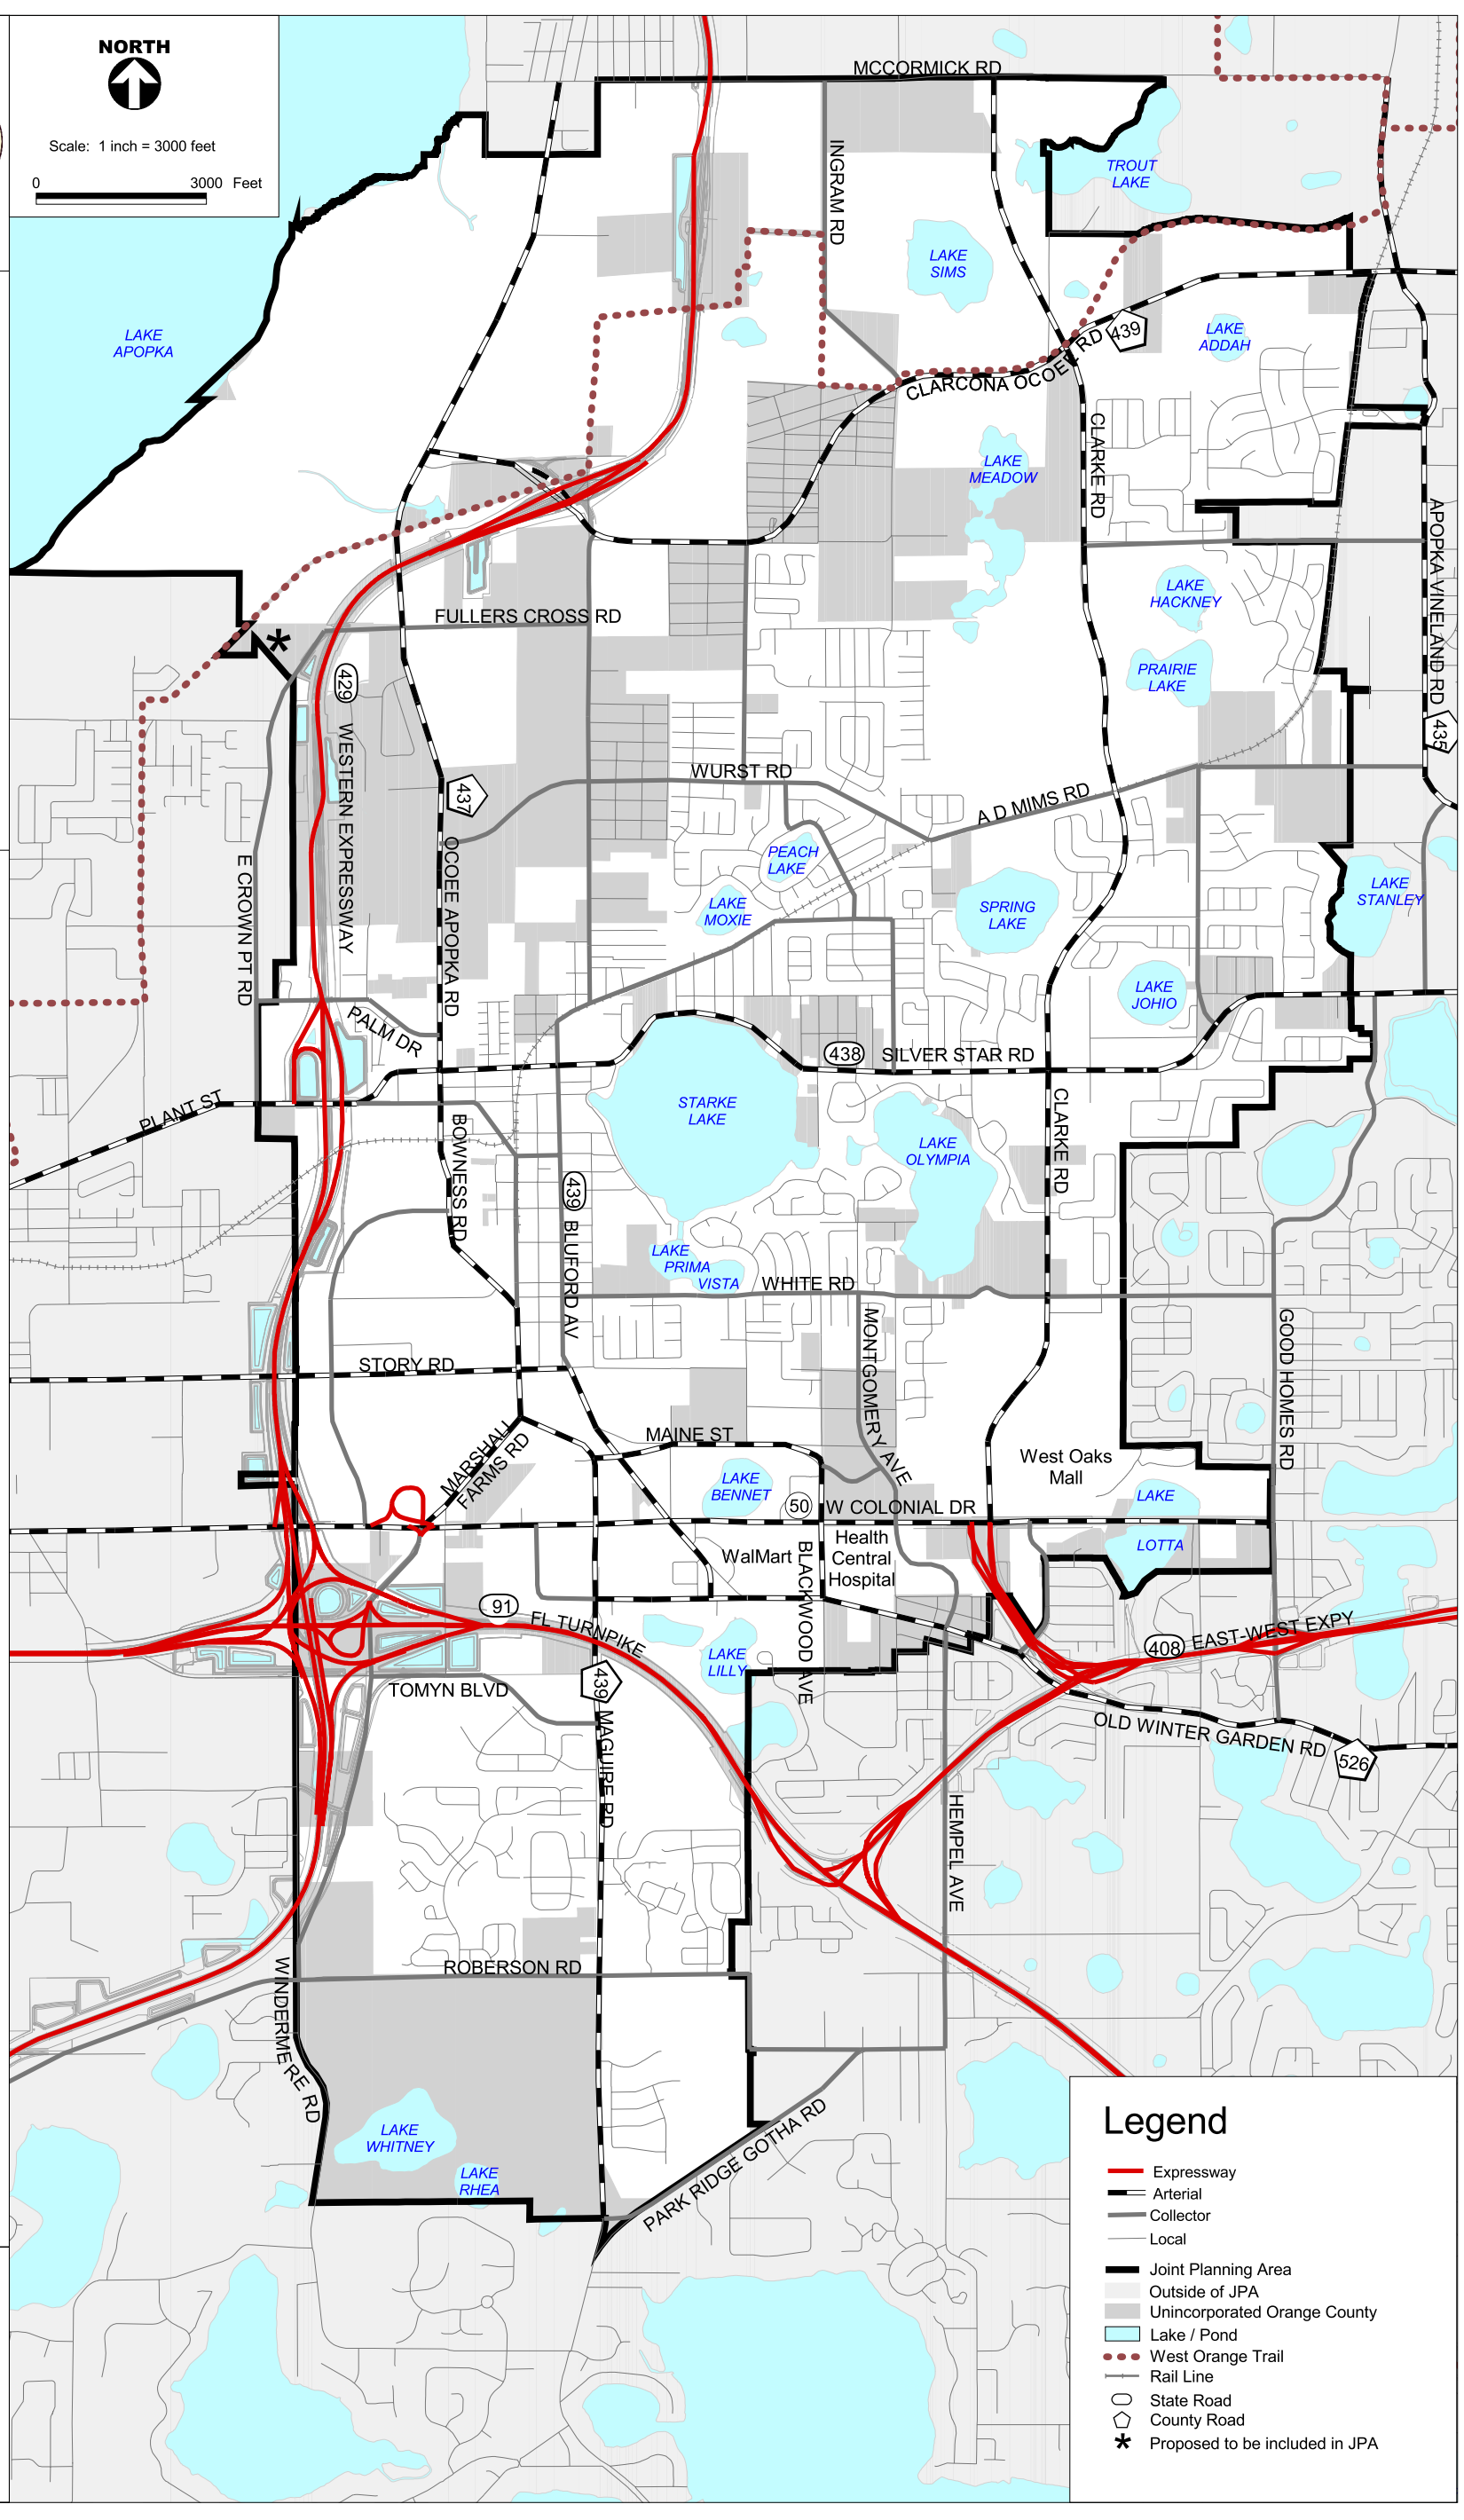 NORTH
Scale: 1 inch = 3000 feet
0 3000 Feet
MCCORMICK RD
INGRAM RD
TROUT
LAKE
LAKE
SIMS
LAKE
APOPKA
439
LAKE
ADDAH
CLARCONA OCOEE RD
CLARKE RD
LAKE
MEADOW
APOPKA VINELAND RD
LAKE
HACKNEY
FULLERS CROSS RD
PRAIRIE
LAKE
*
429
WESTERN EXPRESSWAY
435
WURST RD
437
A D MIMS RD
OCOEE APOPKA RD
E CROWN PT RD
PEACH
LAKE
LAKE
MOXIE
SPRING
LAKE
LAKE
STANLEY
LAKE
JOHIO
PALM DR
438
SILVER STAR RD
PLANT ST
STARKE
LAKE
CLARKE RD
BOWNESS RD
LAKE
OLYMPIA
439
BLUFORD AV
LAKE
PRIMA
VISTA
WHITE RD
MONTGOMERY AVE
GOOD HOMES RD
STORY RD
MARSHALL
FARMS RD
MAINE ST
West Oaks
Mall
LAKE
BENNET
50
W COLONIAL DR
LAKE
LOTTA
WalMart
BLACKWOOD AVE
Health
Central
Hospital
91
FL TURNPIKE
408
EAST-WEST EXPY
LAKE
LILLY
439
TOMYN BLVD
MAGUIRE RD
OLD WINTER GARDEN RD
526
HEMPEL AVE
ROBERSON RD
WINDERMERE RD
PARK RIDGE GOTHA RD
LAKE
WHITNEY
LAKE
RHEA
Legend
Expressway
Arterial
Collector
Local
Joint Planning Area
Outside of JPA
Unincorporated Orange County
Lake / Pond
West Orange Trail
Rail Line
State Road
County Road
* Proposed to be included in JPA